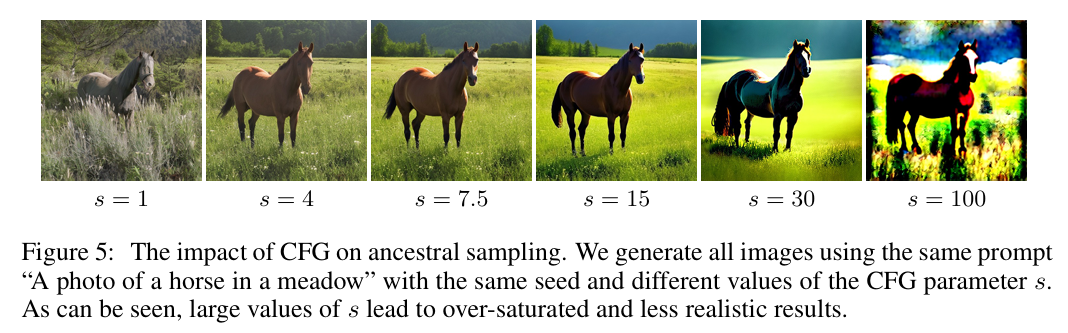 s = 1 s = 4 s = 7.5 s = 15 s = 30 s = 100
Figure 5: The impact of CFG on ancestral sampling. We generate all images using the same prompt
“A photo of a horse in a meadow” with the same seed and different values of the CFG parameter s.
As can be seen, large values of s lead to over-saturated and less realistic results.